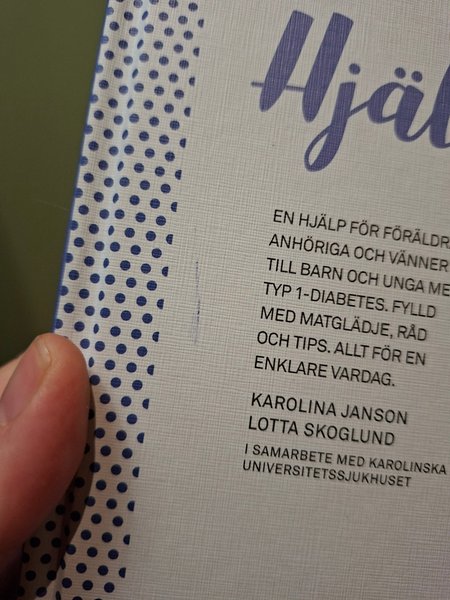 Hjäl
EN HJÄLP FÖR FÖRÄLDR
ANHÖRIGA OCH VÄNNER
TILL BARN OCH UNGA ME
TYP 1-DIABETES. FYLLD
MED MATGLÄDJE, RÅD
OCH TIPS. ALLT FÖR EN
ENKLARE VARDAG.
KAROLINA JANSON
LOTTA SKOGLUND
I SAMARBETE MED KAROLINSKA
UNIVERSITETSSJUKHUSET